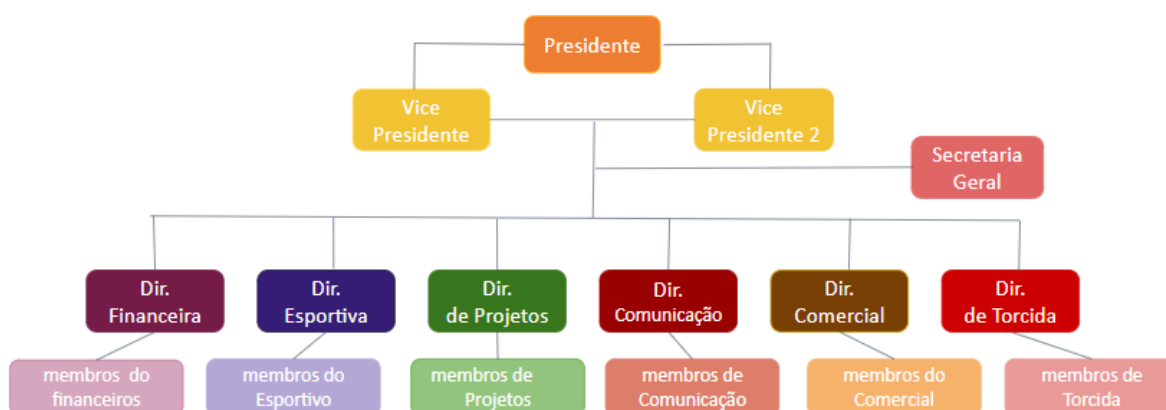 Presidente
Vice
Presidente
Vice
Presidente 2
Secretaria
Geral
Dir.
Financeira
Dir.
Esportiva
Dir.
de Projetos
Dir.
Comunicação
Dir.
Comercial
Dir.
de Torcida
membros do
financeiros
membros do
Esportivo
membros de
Projetos
membros de
Comunicação
membros do
Comercial
membros de
Torcida